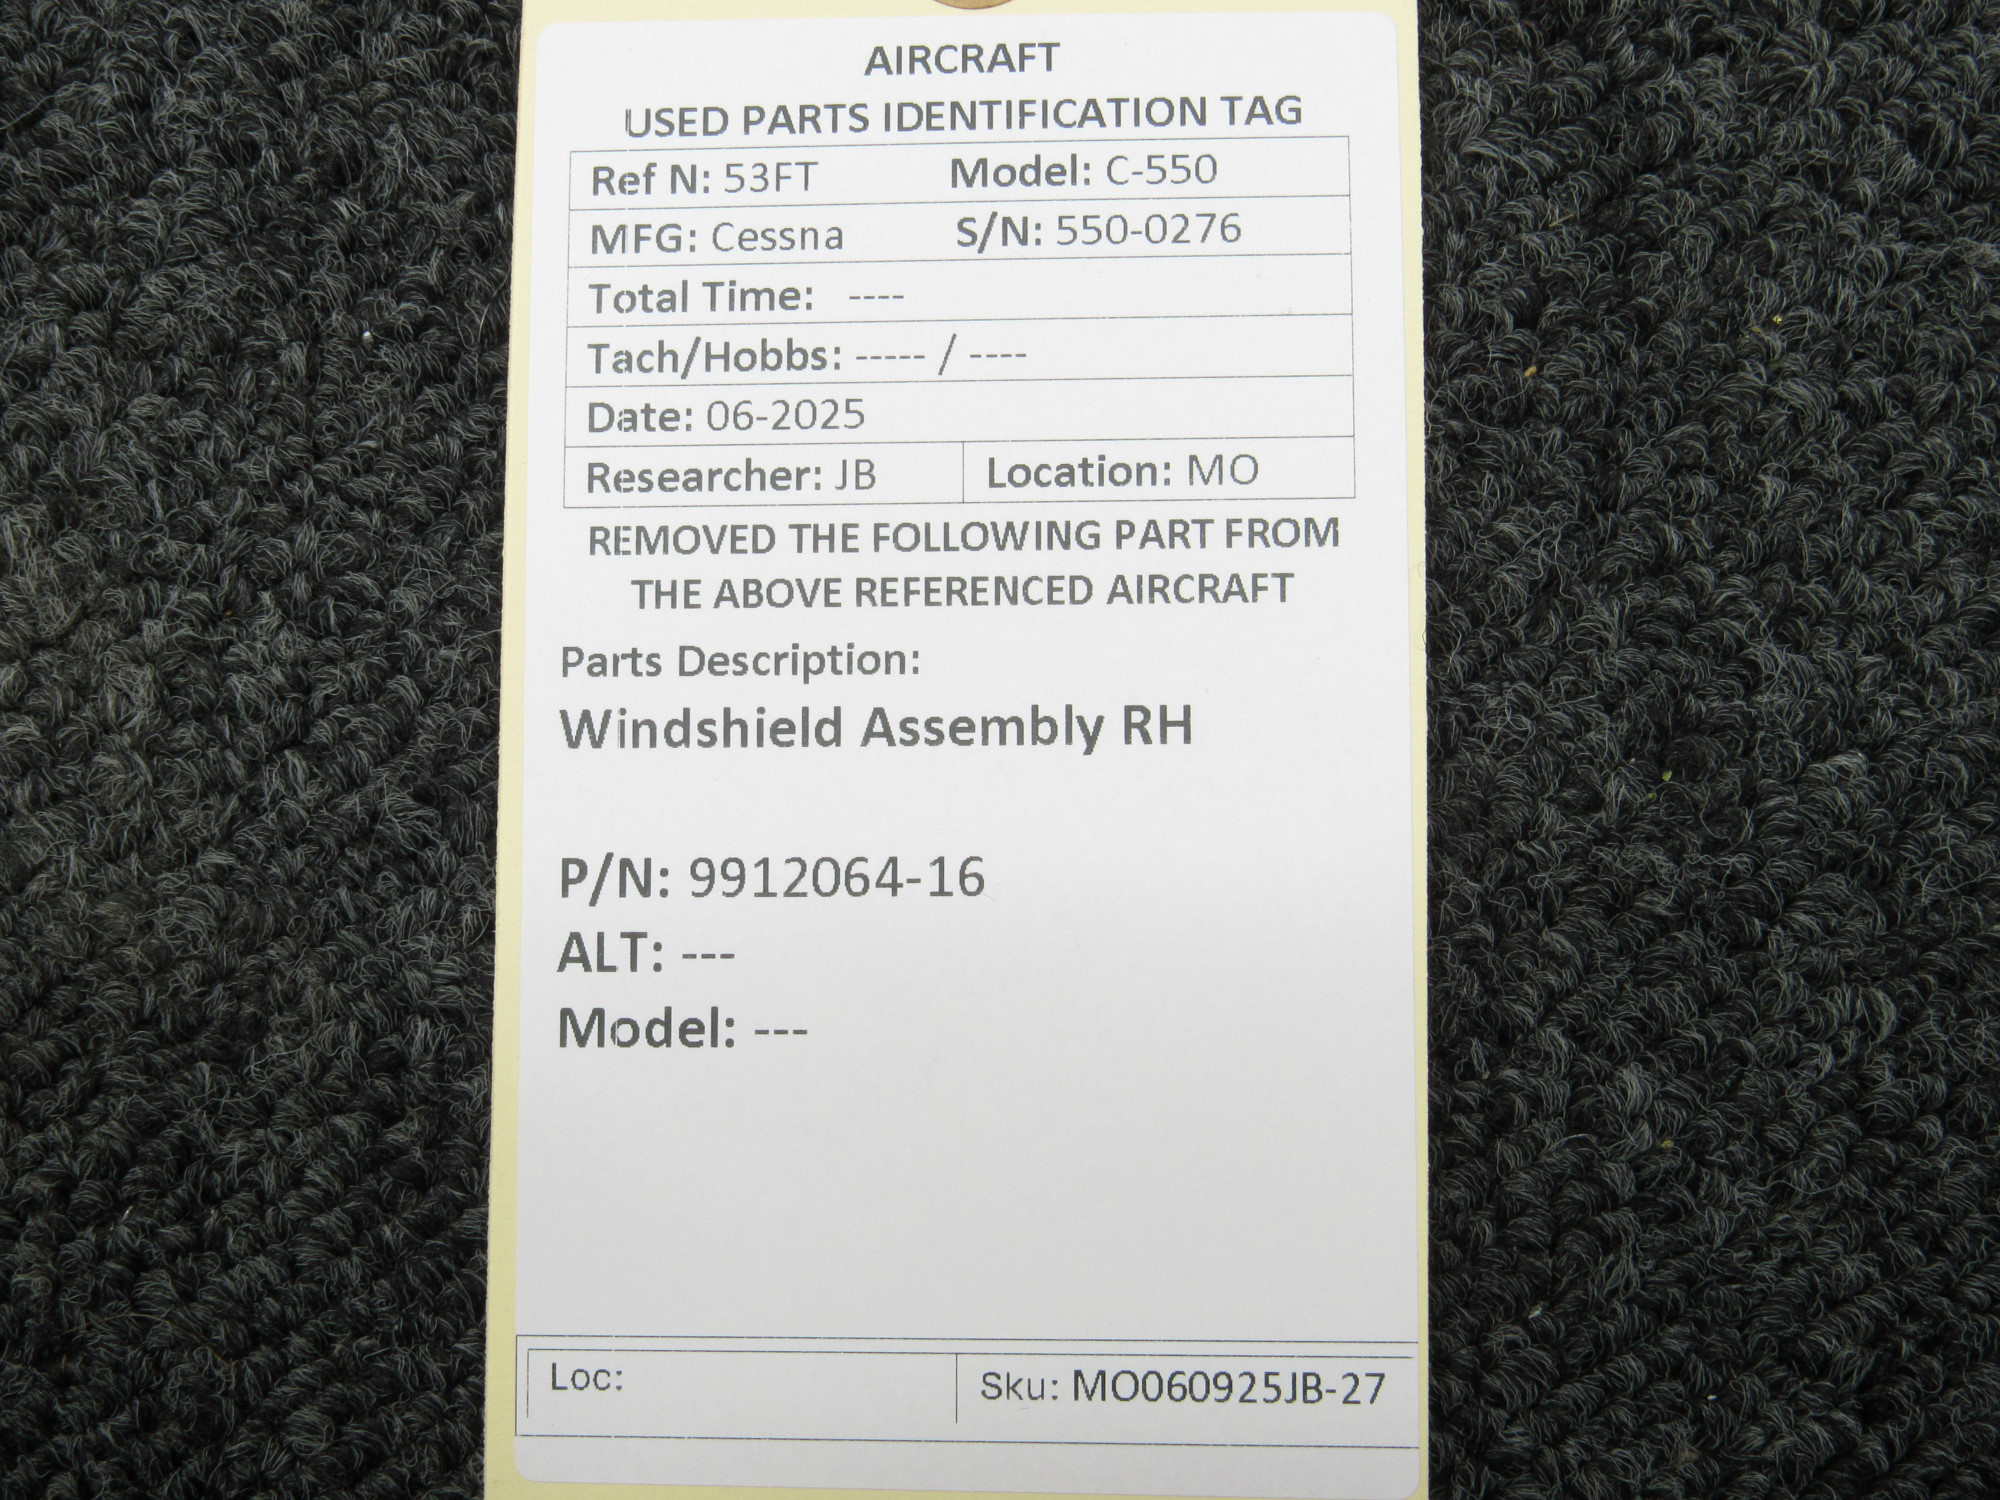 AIRCRAFT
USED PARTS IDENTIFICATION TAG
Ref N: 53FT Model: C-550
MFG: Cessna S/N: 550-0276
Total Time: ----
Tach/Hobbs: ----- / ----
Date: 06-2025
Researcher: JB Location: MO
REMOVED THE FOLLOWING PART FROM
THE ABOVE REFERENCED AIRCRAFT
Parts Description:
Windshield Assembly RH
P/N: 9912064-16
ALT: ---
Model: ---
Loc: Sku: MO060925JB-27